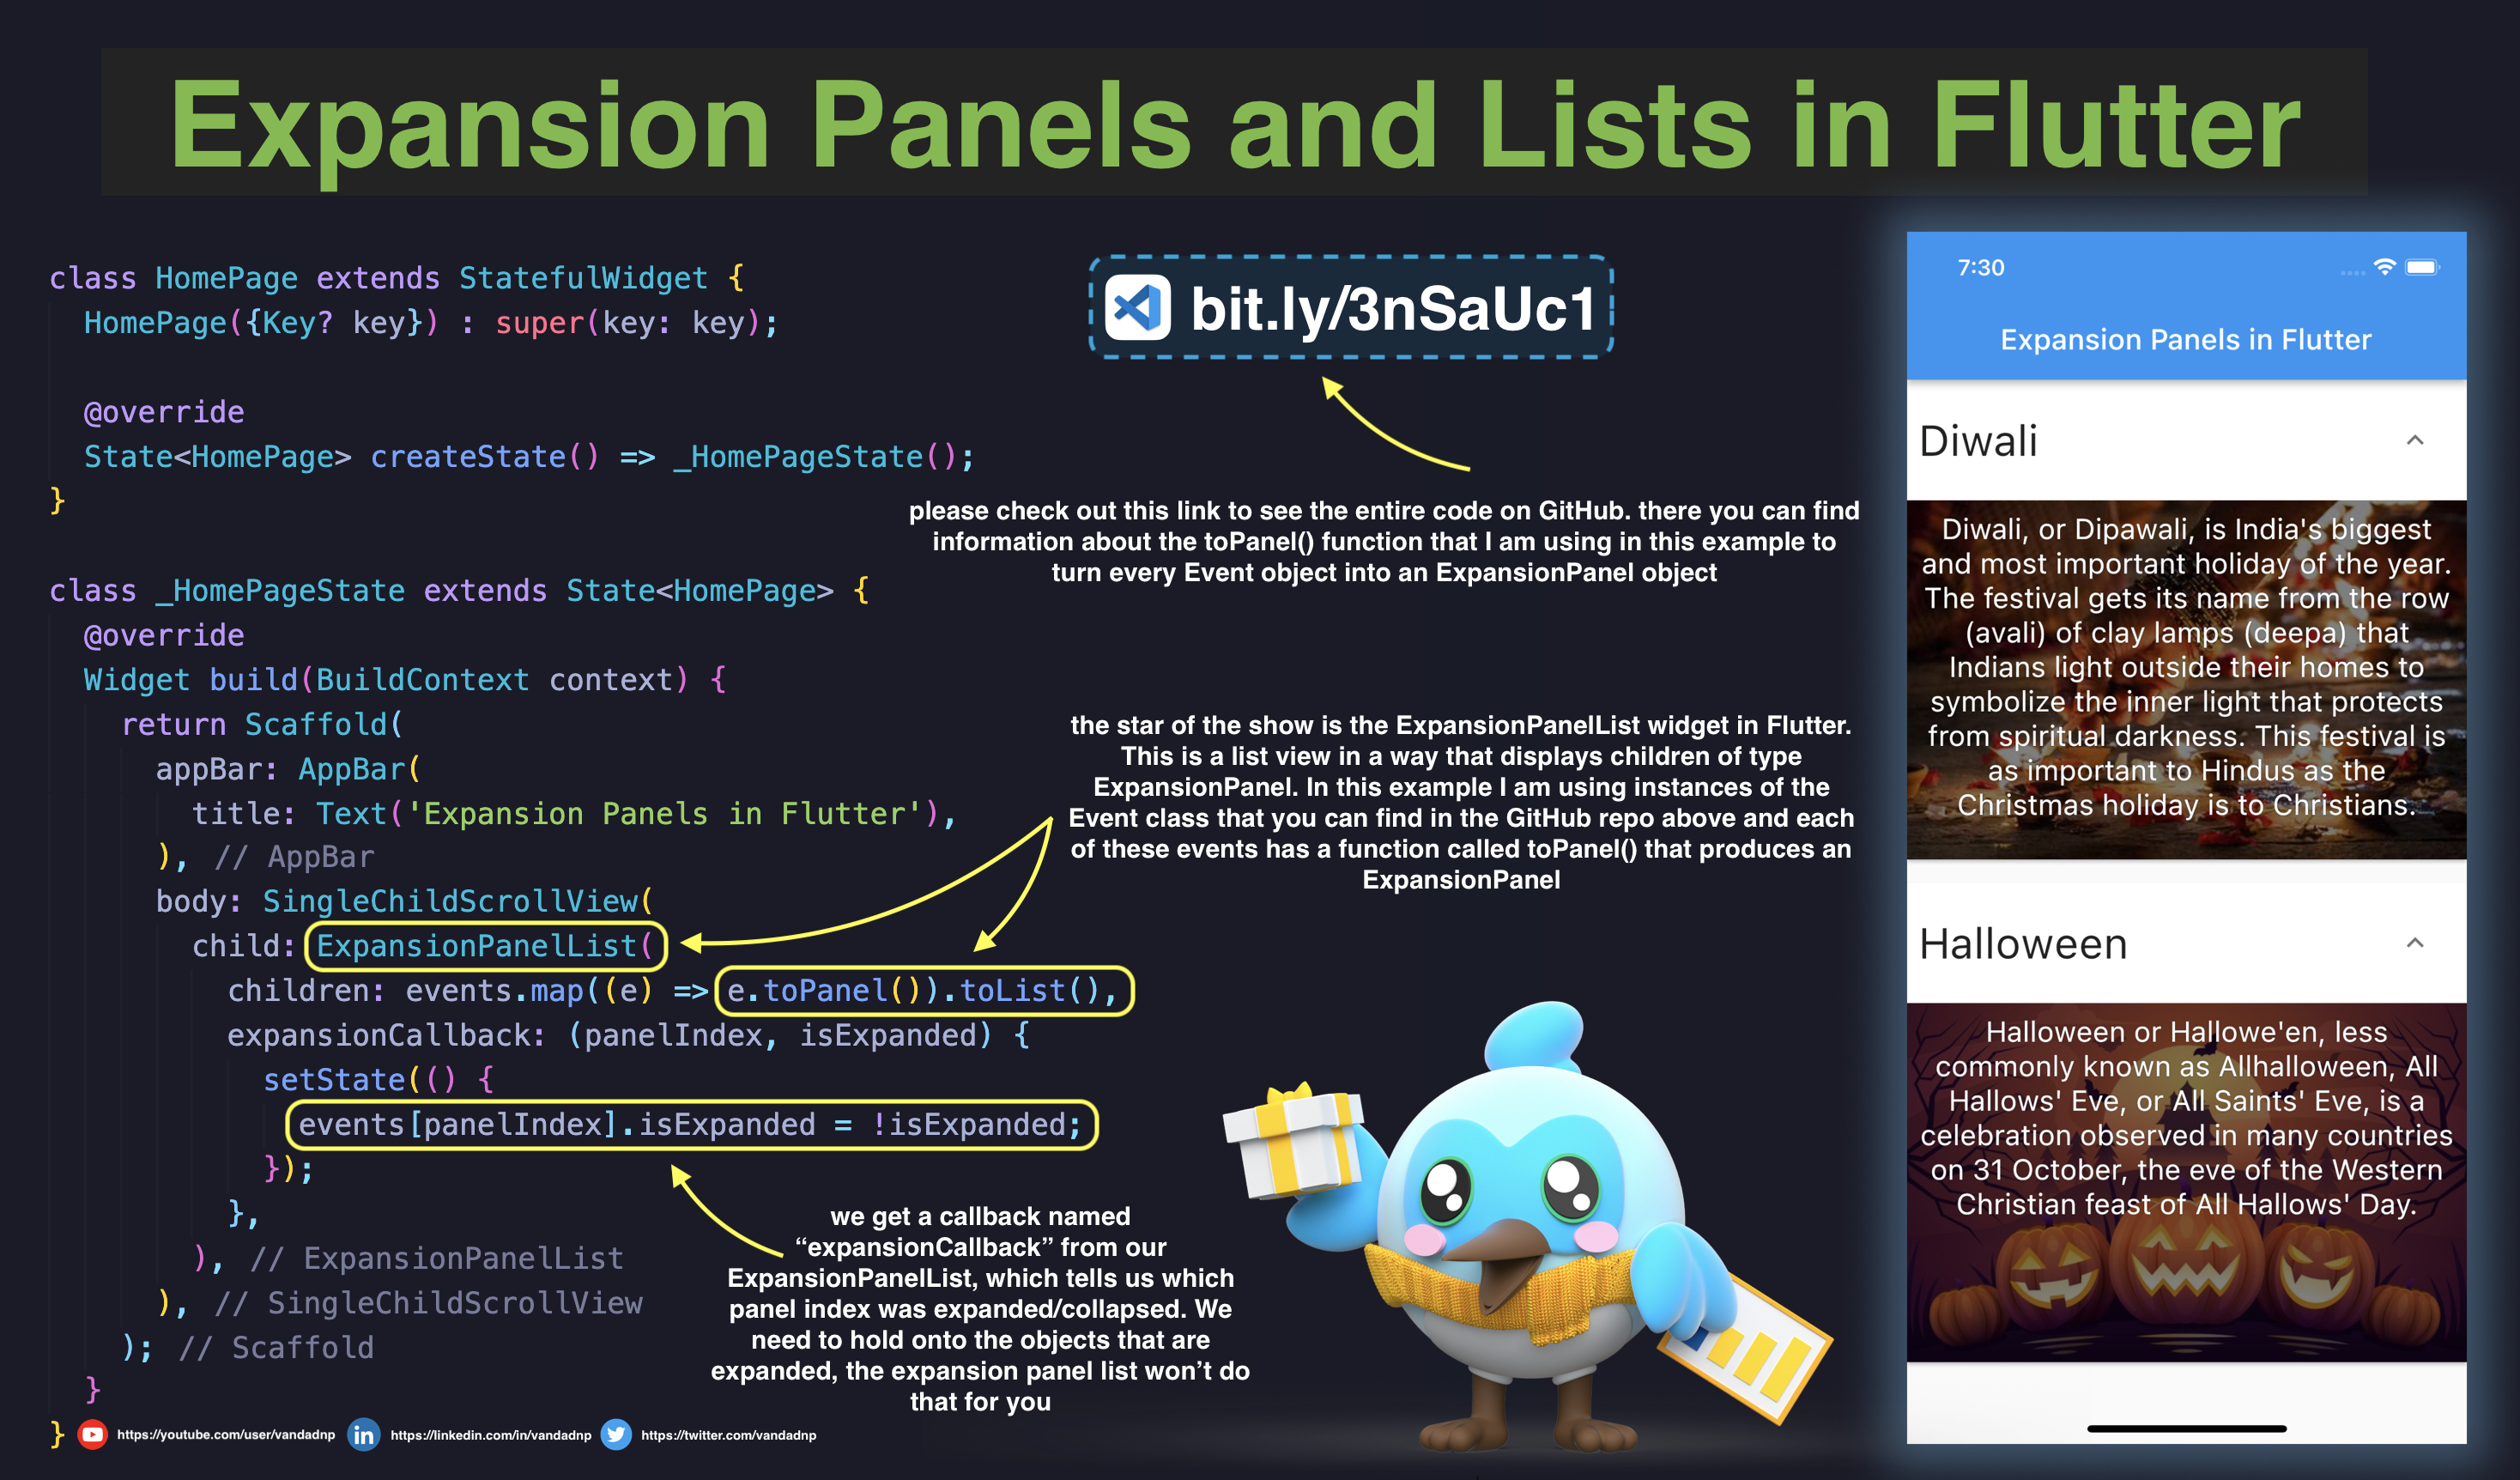 Expansion Panels and Lists in Flutter
class HomePage extends StatefulWidget {
HomePage({Key? key}) : super(key: key);
@override
State<HomePage> createState() => _HomePageState();
}
class _HomePageState extends State<HomePage> {
@override
Widget build(BuildContext context) {
return Scaffold(
appBar: AppBar(
title: Text('Expansion Panels in Flutter'),
), // AppBar
body: SingleChildScrollView(
child: ExpansionPanelList(
children: events.map((e) => e.toPanel()).toList(),
expansionCallback: (panelIndex, isExpanded) {
setState(() {
events[panelIndex].isExpanded = !isExpanded;
});
},
), // ExpansionPanelList
), // SingleChildScrollView
); // Scaffold
}
}
bit.ly/3nSaUc1
please check out this link to see the entire code on GitHub. there you can find
information about the toPanel() function that I am using in this example to
turn every Event object into an ExpansionPanel object
the star of the show is the ExpansionPanelList widget in Flutter.
This is a list view in a way that displays children of type
ExpansionPanel. In this example I am using instances of the
Event class that you can find in the GitHub repo above and each
of these events has a function called toPanel() that produces an
ExpansionPanel
we get a callback named
“expansionCallback” from our
ExpansionPanelList, which tells us which
panel index was expanded/collapsed. We
need to hold onto the objects that are
expanded, the expansion panel list won’t do
that for you
https://youtube.com/user/vandadnp
in https://linkedin.com/in/vandadnp
https://twitter.com/vandadnp
7:30
Expansion Panels in Flutter
Diwali
Diwali, or Dipawali, is India's biggest
and most important holiday of the year.
The festival gets its name from the row
(avali) of clay lamps (deepa) that
Indians light outside their homes to
symbolize the inner light that protects
from spiritual darkness. This festival is
as important to Hindus as the
Christmas holiday is to Christians.
Halloween
Halloween or Hallowe'en, less
commonly known as Allhalloween, All
Hallows' Eve, or All Saints' Eve, is a
celebration observed in many countries
on 31 October, the eve of the Western
Christian feast of All Hallows' Day.